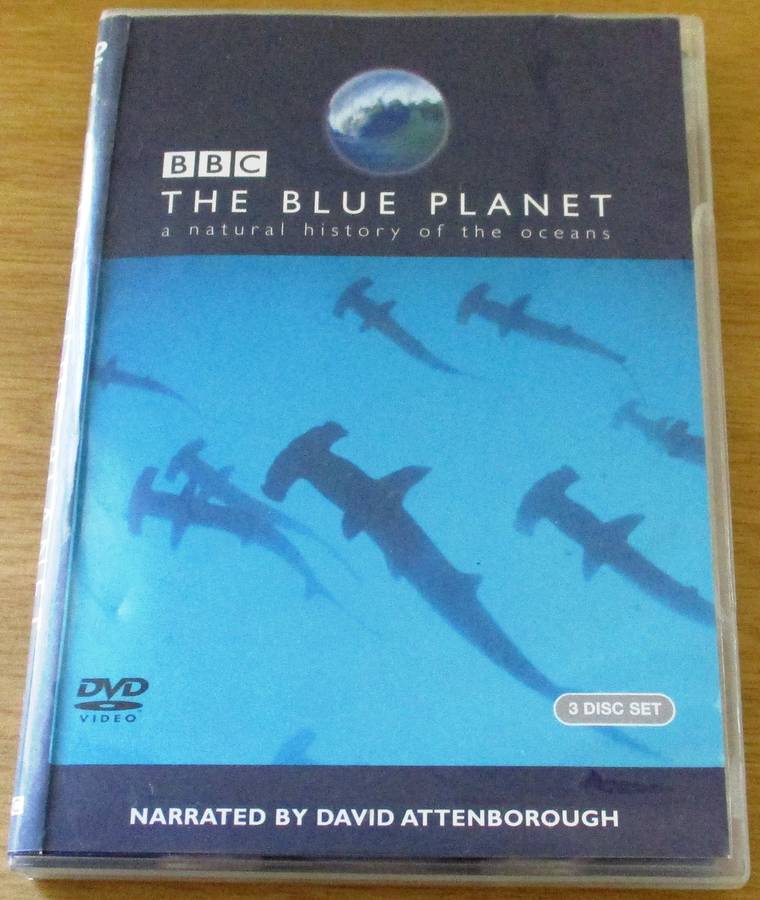 BBC
THE BLUE PLANET
a natural history of the oceans
DVD
VIDEO
3 DISC SET
NARRATED BY DAVID ATTENBOROUGH